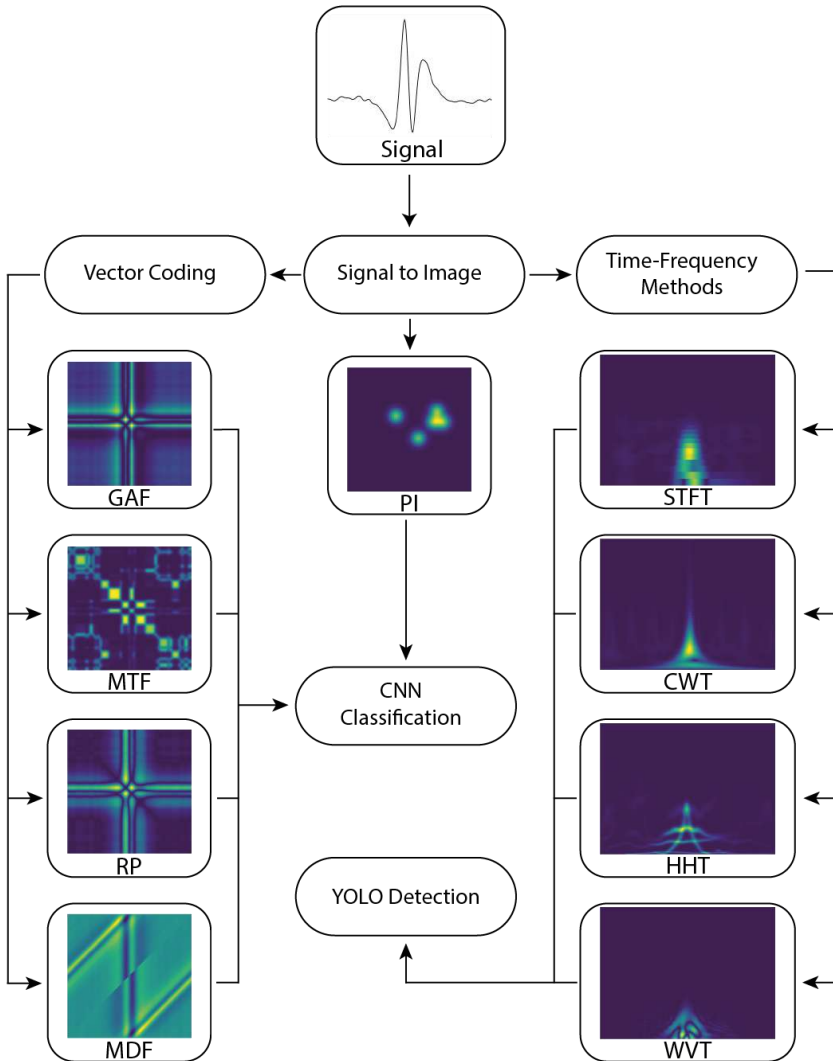 Signal
Vector Coding
Signal to Image
Time-Frequency
Methods
GAF
PI
STFT
MTF
CNN
Classification
CWT
RP
YOLO Detection
HHT
MDF
WVT